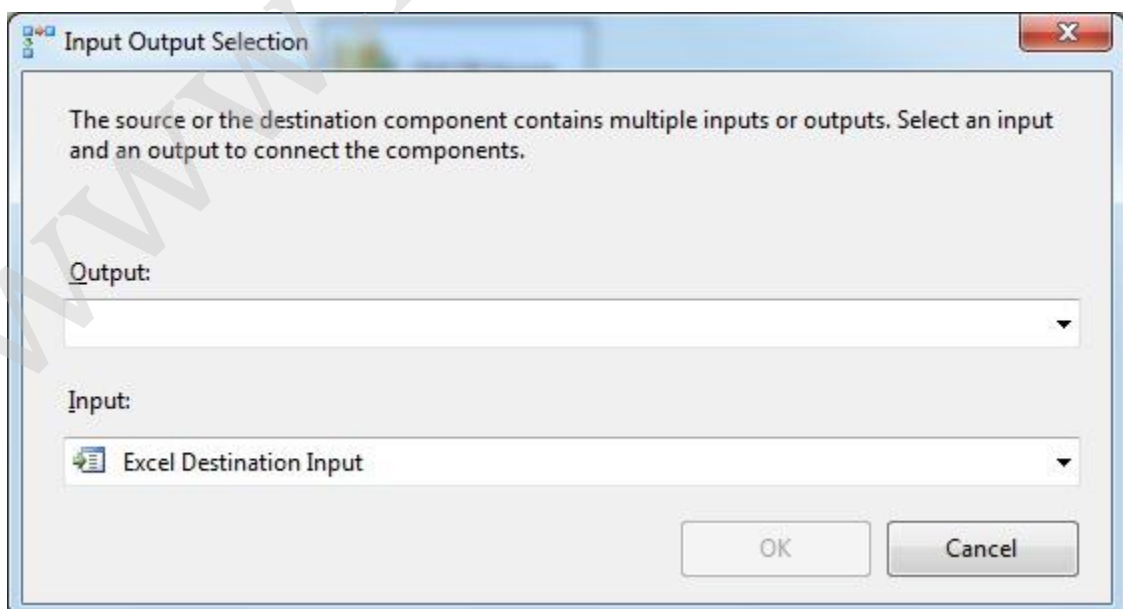 Input Output Selection
The source or the destination component contains multiple inputs or outputs. Select an input
and an output to connect the components.
Output:
Input:
Excel Destination Input
OK
Cancel